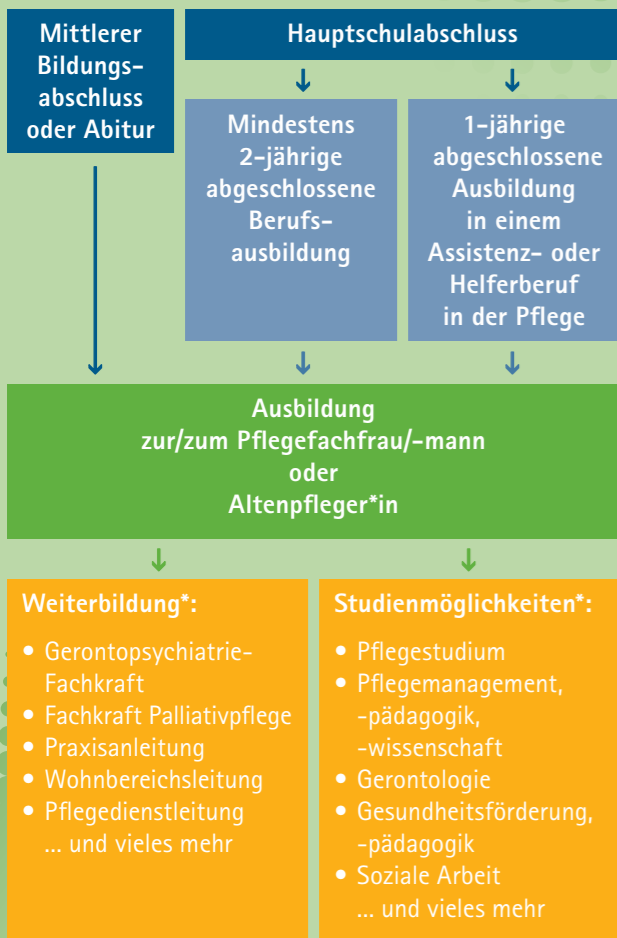 Mittlerer
Bildungs-
abschluss
oder Abitur
Hauptschulabschluss
Mindestens
2-jährige
abgeschlossene
Berufs-
ausbildung
1-jährige
abgeschlossene
Ausbildung
in einem
Assistenz- oder
Helferberuf
in der Pflege
Ausbildung
zur/zum Pflegefachfrau/-mann
oder
Altenpfleger*in
Weiterbildung*:
• Gerontopsychiatrie-
Fachkraft
• Fachkraft Palliativpflege
• Praxisanleitung
• Wohnbereichsleitung
• Pflegedienstleitung
... und vieles mehr
Studienmöglichkeiten*:
• Pflegestudium
• Pflegemanagement,
-pädagogik,
-wissenschaft
• Gerontologie
• Gesundheitsförderung,
-pädagogik
• Soziale Arbeit
... und vieles mehr